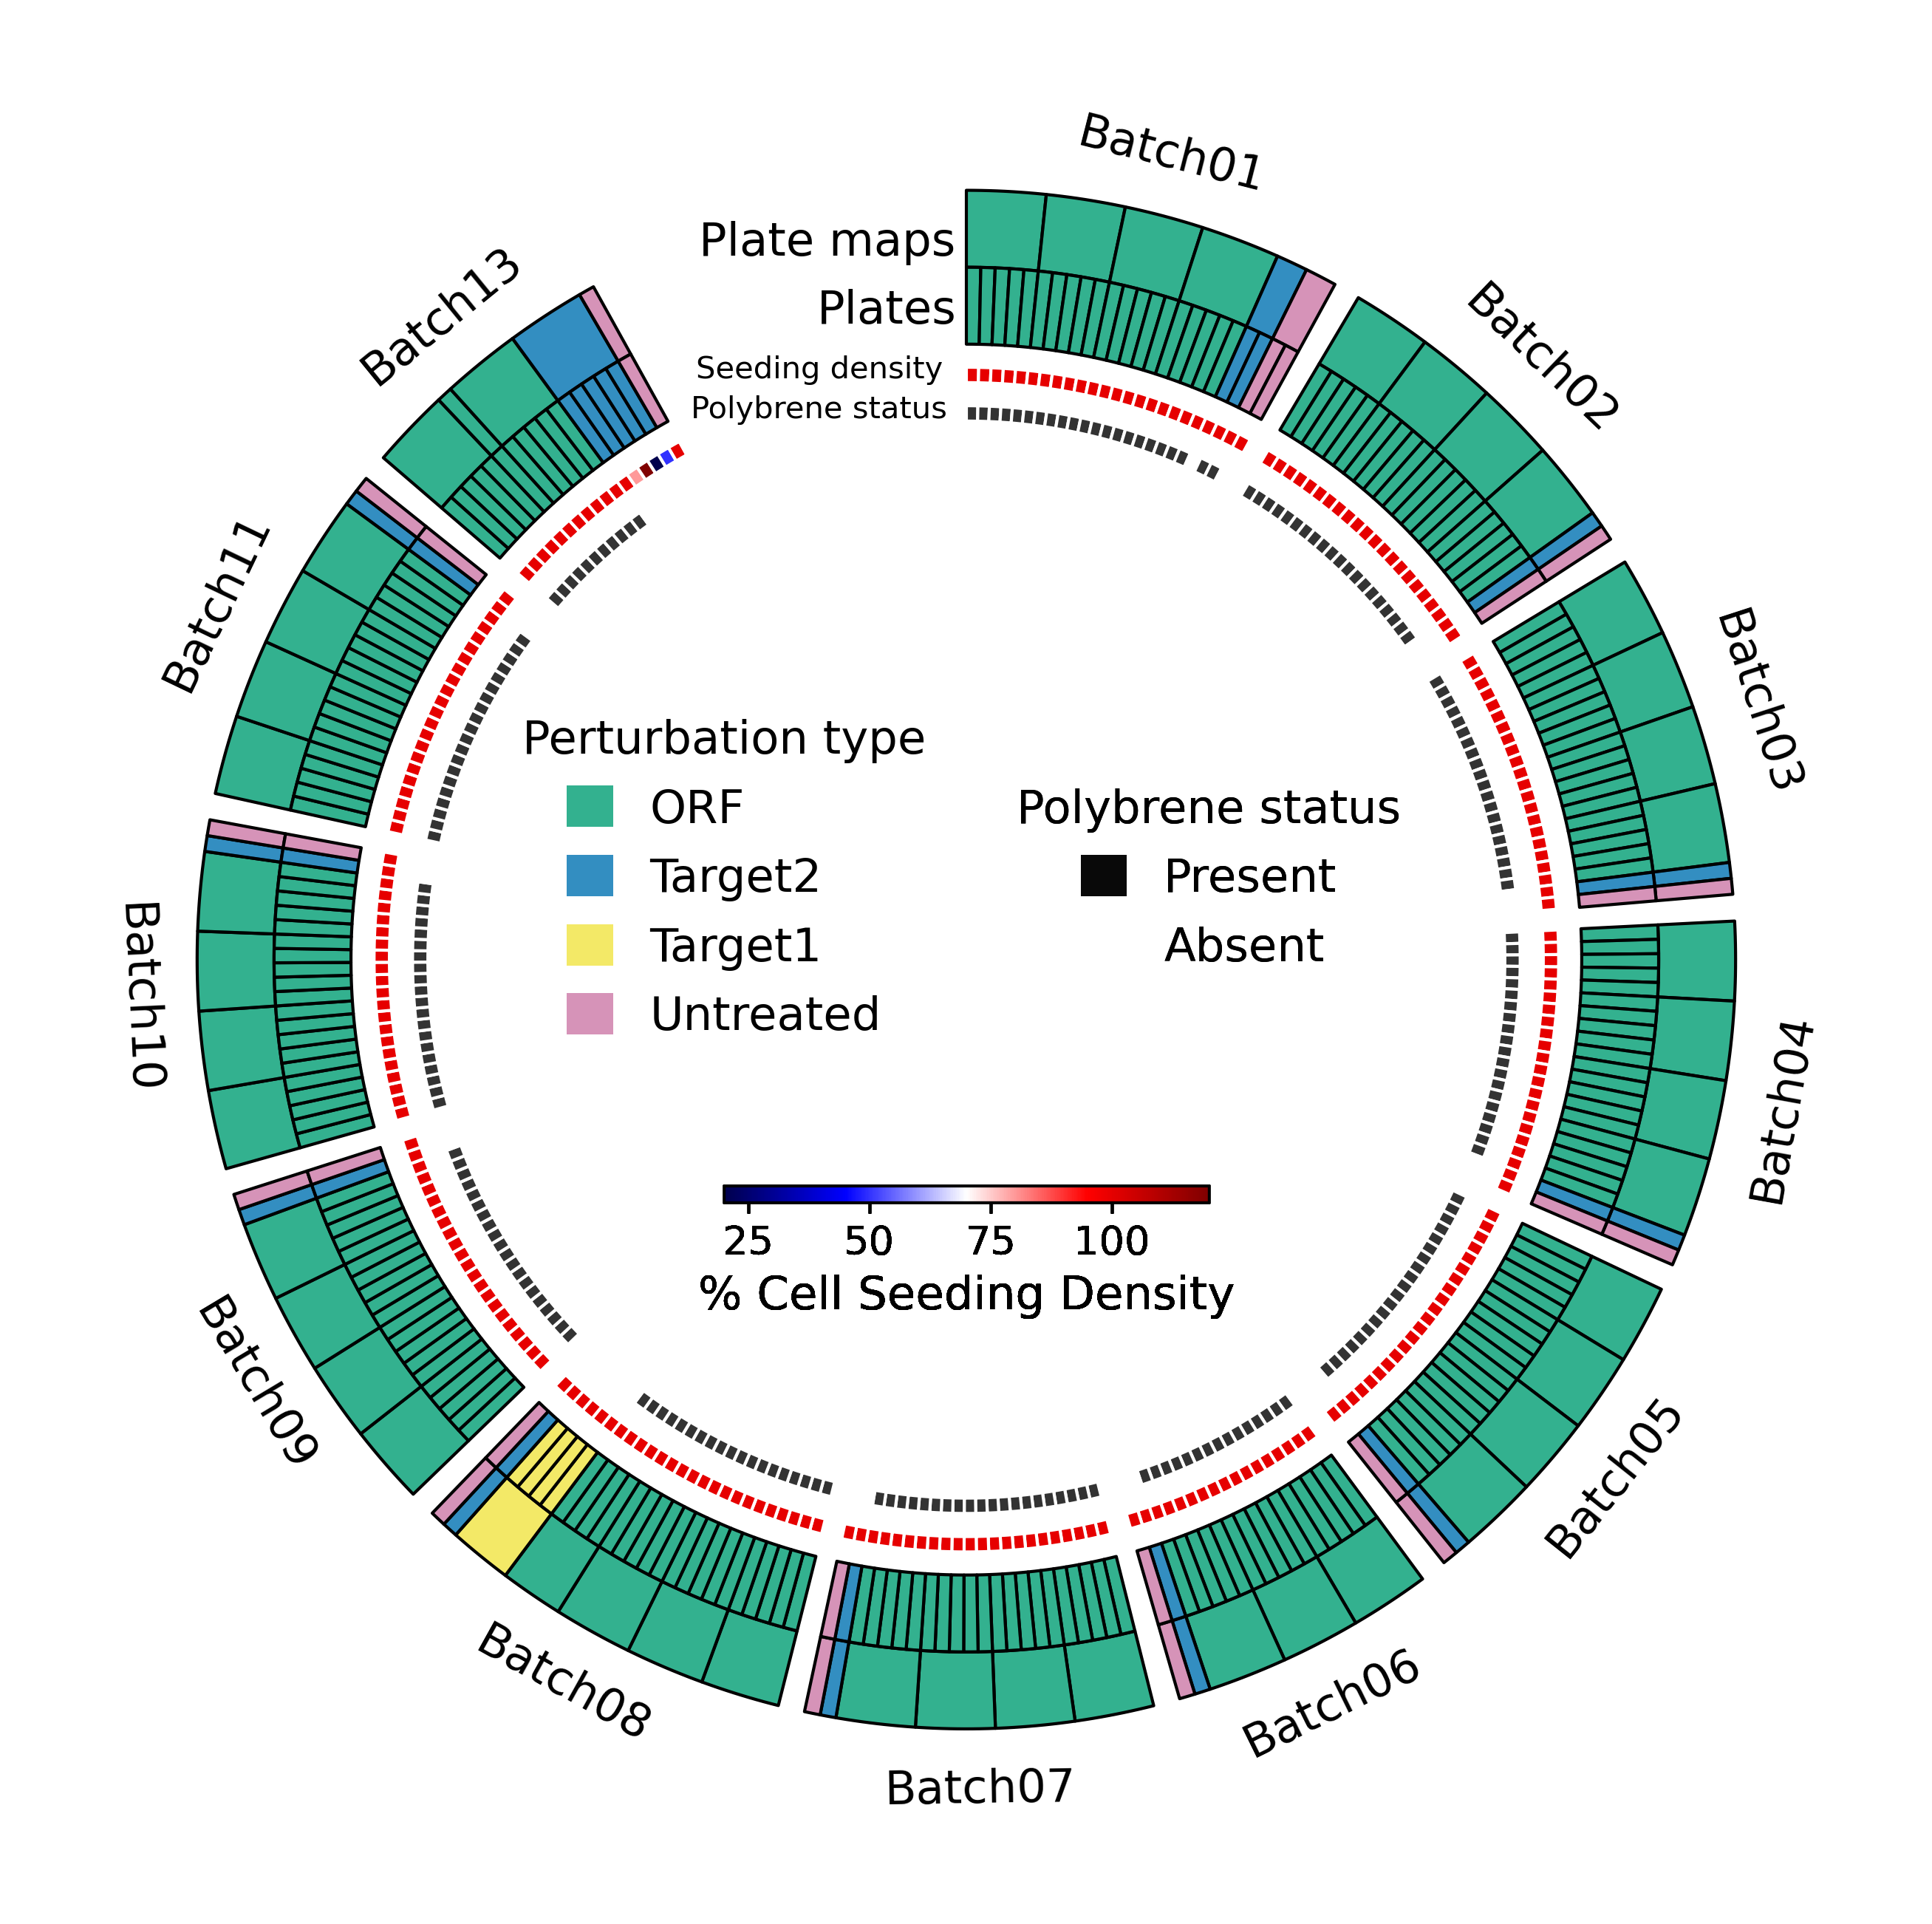 Batch01
Plate maps
Plates
Seeding density
Polybrene status
Batch02
Batch03
Batch04
Batch05
Batch06
Batch07
Batch08
Batch09
Batch10
Batch11
Batch13
Perturbation type
ORF
Target2
Target1
Untreated
Polybrene status
Present
Absent
25 50 75 100
% Cell Seeding Density